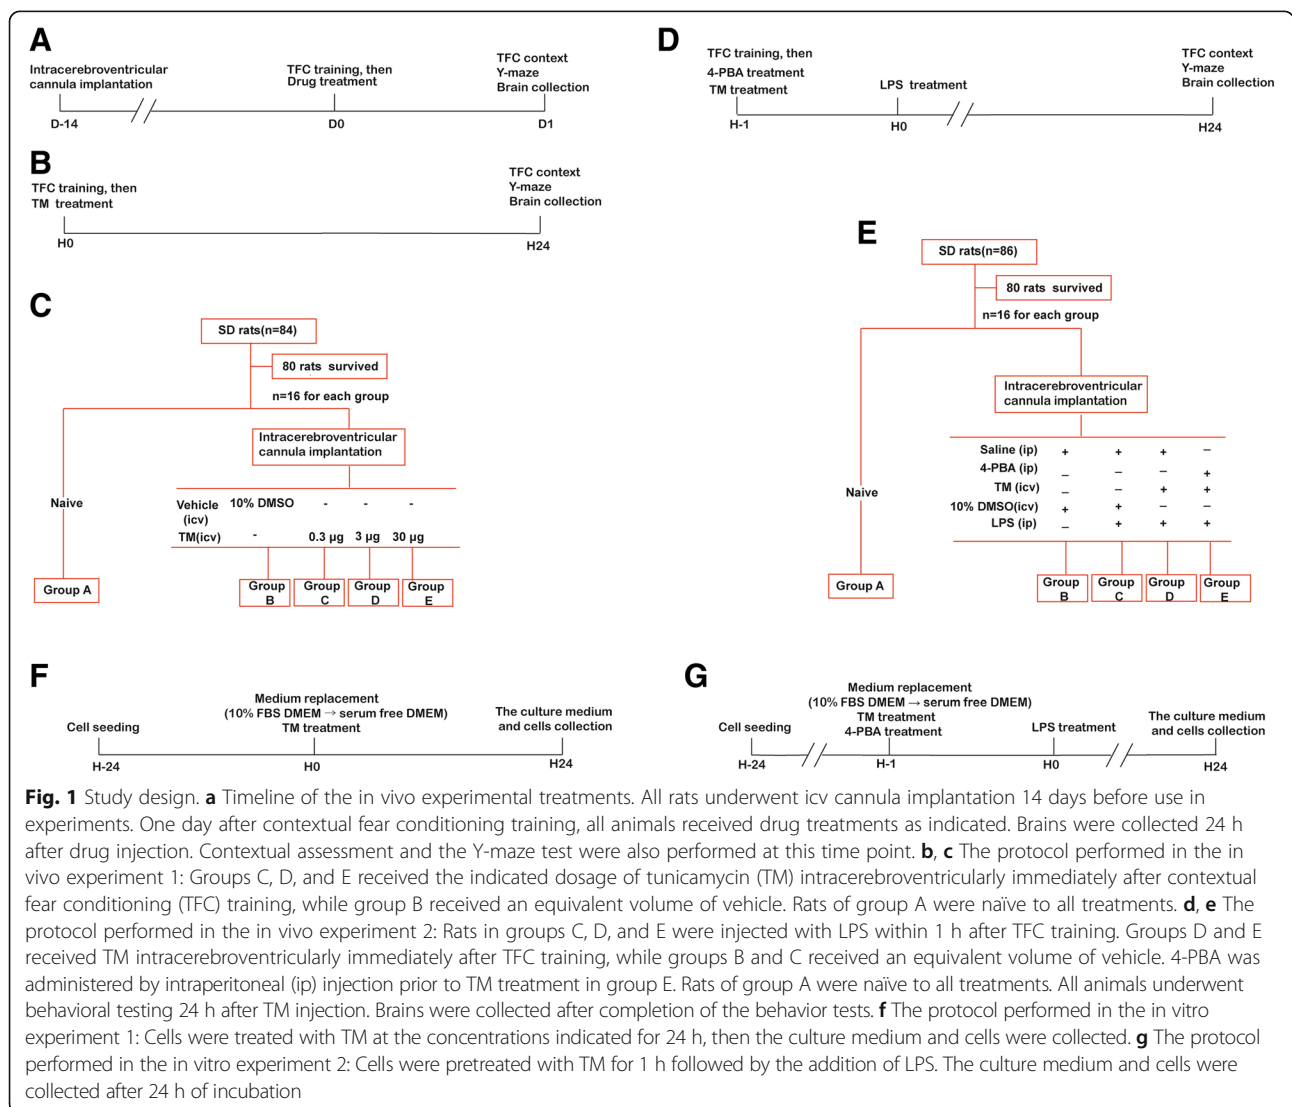 A
Intracerebroventricular
cannula implantation
TFC training, then
Drug treatment
TFC context
Y-maze
Brain collection
D-14
D0
D1
B
TFC training, then
TM treatment
TFC context
Y-maze
Brain collection
H0
H24
C
SD rats(n=84)
80 rats survived
n=16 for each group
Intracerebroventricular
cannula implantation
Naive
Vehicle
(icv)
10% DMSO - - -
TM(icv) - 0.3 µg 3 µg 30 µg
Group A
Group
B
Group
C
Group
D
Group
E
D
TFC training, then
4-PBA treatment
TM treatment
LPS treatment
TFC context
Y-maze
Brain collection
H-1
H0
H24
E
SD rats(n=86)
80 rats survived
n=16 for each group
Intracerebroventricular
cannula implantation
Naive
Saline (ip) + + + –
4-PBA (ip) – – – +
TM (icv) – – + +
10% DMSO(icv) + + – –
LPS (ip) – + + +
Group A
Group
B
Group
C
Group
D
Group
E
F
Cell seeding
Medium replacement
(10% FBS DMEM → serum free DMEM)
TM treatment
The culture medium
and cells collection
H-24
H0
H24
G
Cell seeding
Medium replacement
(10% FBS DMEM → serum free DMEM)
TM treatment
4-PBA treatment
LPS treatment
The culture medium
and cells collection
H-24
H-1
H0
H24
Fig. 1 Study design. a Timeline of the in vivo experimental treatments. All rats underwent icv cannula implantation 14 days before use in
experiments. One day after contextual fear conditioning training, all animals received drug treatments as indicated. Brains were collected 24 h
after drug injection. Contextual assessment and the Y-maze test were also performed at this time point. b, c The protocol performed in the in
vivo experiment 1: Groups C, D, and E received the indicated dosage of tunicamycin (TM) intracerebroventricularly immediately after contextual
fear conditioning (TFC) training, while group B received an equivalent volume of vehicle. Rats of group A were naïve to all treatments. d, e The
protocol performed in the in vivo experiment 2: Rats in groups C, D, and E were injected with LPS within 1 h after TFC training. Groups D and E
received TM intracerebroventricularly immediately after TFC training, while groups B and C received an equivalent volume of vehicle. 4-PBA was
administered by intraperitoneal (ip) injection prior to TM treatment in group E. Rats of group A were naïve to all treatments. All animals underwent
behavioral testing 24 h after TM injection. Brains were collected after completion of the behavior tests. f The protocol performed in the in vitro
experiment 1: Cells were treated with TM at the concentrations indicated for 24 h, then the culture medium and cells were collected. g The protocol
performed in the in vitro experiment 2: Cells were pretreated with TM for 1 h followed by the addition of LPS. The culture medium and cells were
collected after 24 h of incubation